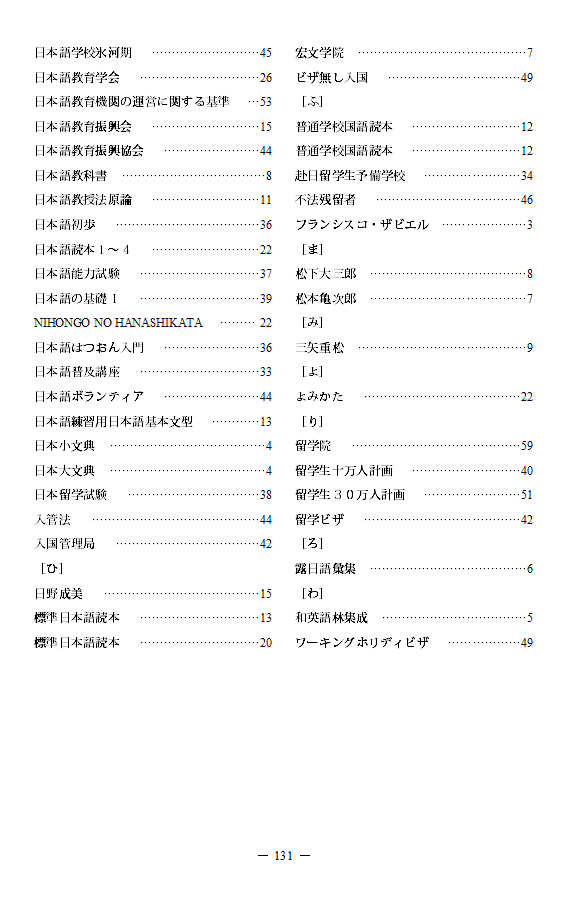 日本語学校氷河期 …………………………45
日本語教育学会 ……………………………26
日本語教育機関の運営に関する基準 …53
日本語教育振興会 …………………………15
日本語教育振興協会 ………………………44
日本語教科書 …………………………………8
日本語教授法原論 …………………………11
日本語初歩 …………………………………36
日本語読本１～４ …………………………22
日本語能力試験 ……………………………37
日本語の基礎Ⅰ ……………………………39
NIHONGO NO HANASHIKATA ……… 22
日本語はつおん入門 ………………………36
日本語普及講座 ……………………………33
日本語ボランティア ………………………44
日本語練習用日本語基本文型 …………13
日本小文典 ……………………………………4
日本大文典 ……………………………………4
日本留学試験 ………………………………38
入管法 ………………………………………44
入国管理局 …………………………………42
［ひ］
日野成美 ……………………………………15
標準日本語読本 ……………………………13
標準日本語読本 ……………………………20
宏文学院 ………………………………………7
ビザ無し入国 ………………………………49
［ふ］
普通学校国語読本 …………………………12
普通学校国語読本 …………………………12
赴日留学生予備学校 ………………………34
不法残留者 …………………………………46
フランシスコ・ザビエル …………………3
［ま］
松下大三郎 ……………………………………8
松本亀次郎 ……………………………………7
［み］
三矢重松 ………………………………………9
［よ］
よみかた ……………………………………22
［り］
留学院 ………………………………………59
留学生十万人計画 …………………………40
留学生３０万人計画 ………………………51
留学ビザ ……………………………………42
［ろ］
露日語彙集 ……………………………………6
［わ］
和英語林集成 …………………………………5
ワーキングホリディビザ ………………49
― 131 ―